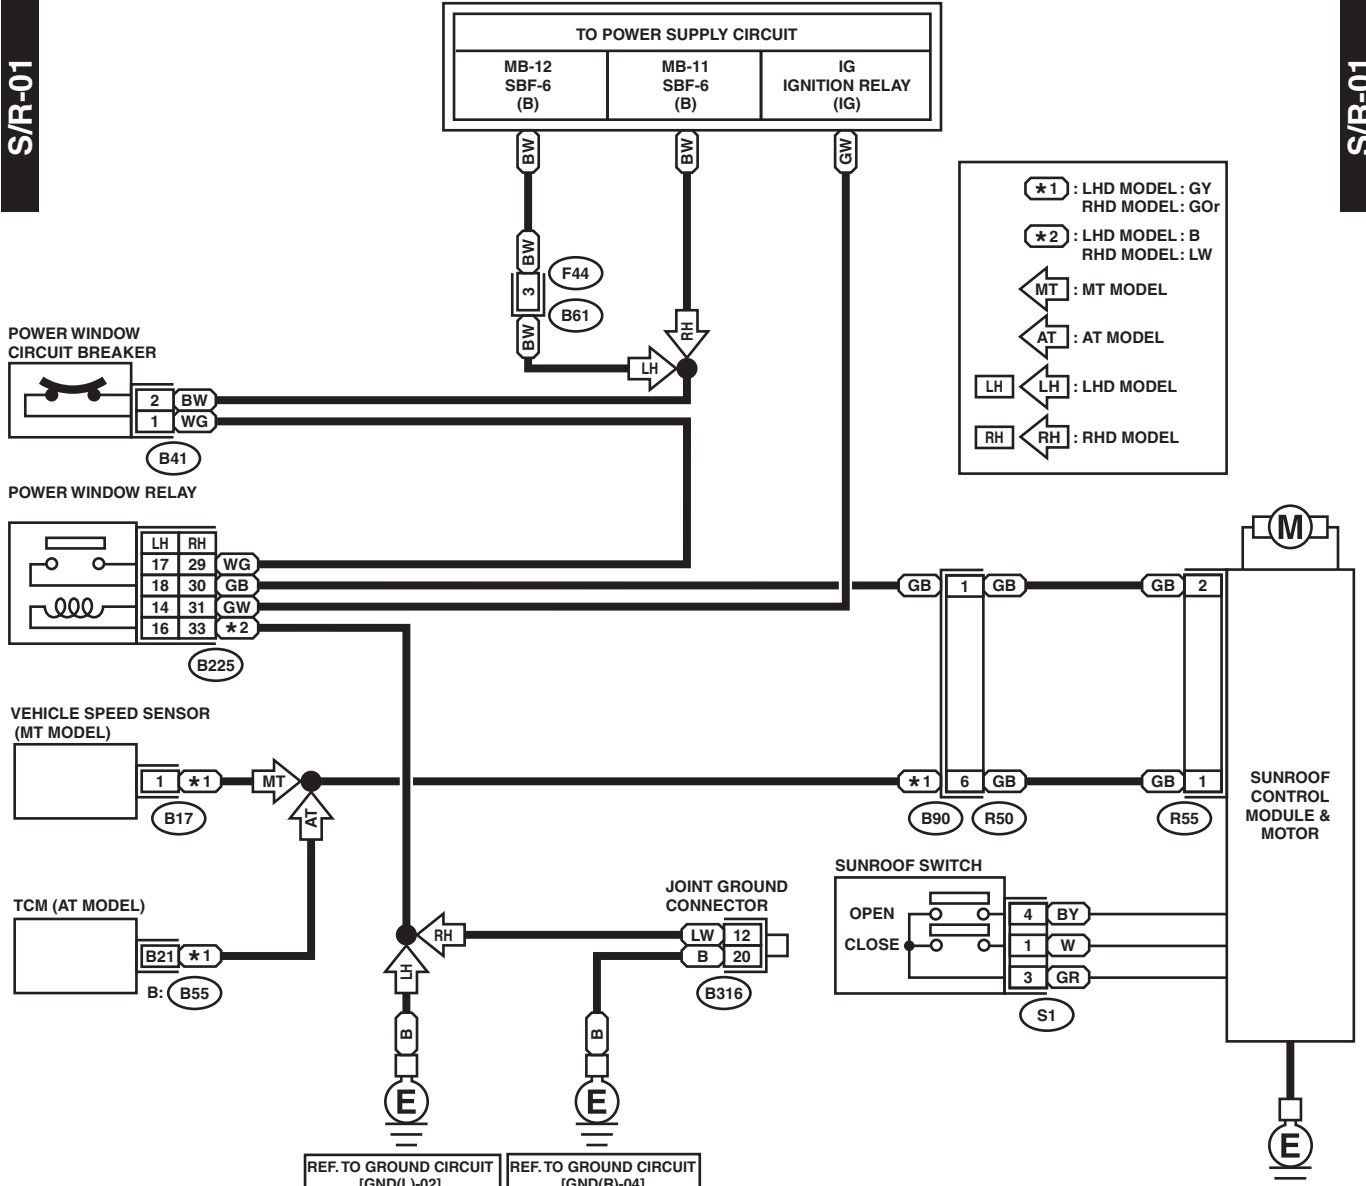 S/R-01
S/R-01
TO POWER SUPPLY CIRCUIT
MB-12
SBF-6
(B)
MB-11
SBF-6
(B)
IG
IGNITION RELAY
(IG)
BW
BW
GW
BW
3
F44
B61
BW
RH
LH
*1 : LHD MODEL : GY
RHD MODEL : GOr
*2 : LHD MODEL : B
RHD MODEL : LW
MT : MT MODEL
AT : AT MODEL
LH LH : LHD MODEL
RH RH : RHD MODEL
POWER WINDOW
CIRCUIT BREAKER
2 BW
1 WG
B41
POWER WINDOW RELAY
LH RH
17 29 WG
18 30 GB
14 31 GW
16 33 *2
B225
GB 1 GB
GB 2
M
VEHICLE SPEED SENSOR
(MT MODEL)
1 *1
MT
B17
AT
*1 6 GB
GB 1
B90 R50
R55
SUNROOF
CONTROL
MODULE &
MOTOR
TCM (AT MODEL)
B21 *1
B: B55
JOINT GROUND
CONNECTOR
RH
LW 12
B 20
B316
LH
B
B
E
E
SUNROOF SWITCH
OPEN
4 BY
CLOSE
1 W
3 GR
S1
E
REF. TO GROUND CIRCUIT
[GND(L)-02]
REF. TO GROUND CIRCUIT
[GND(R)-04]